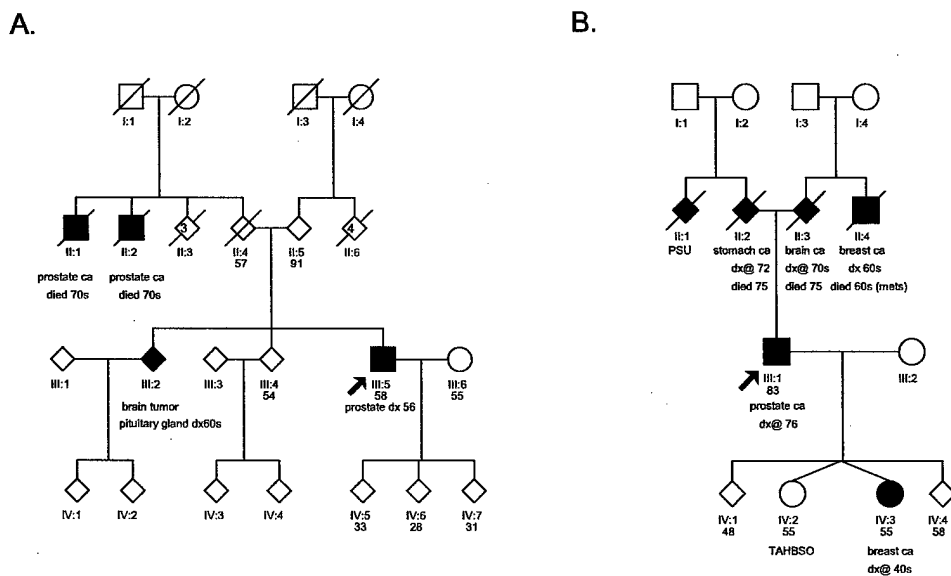 A.
B.
I:1
I:2
I:3
I:4
3
4
II:1
II:2
II:3
II:4
II:5
II:6
57
91
prostate ca
died 70s
prostate ca
died 70s
III:1
III:2
III:3
III:4
III:5
III:6
54
58
55
brain tumor
pitultary gland dx60s
prostate dx 56
IV:1
IV:2
IV:3
IV:4
IV:5
IV:6
IV:7
33
28
31
I:1
I:2
I:3
I:4
II:1
II:2
II:3
II:4
PSU
stomach ca
dx@ 72
died 75
brain ca
dx@ 70s
died 75
breast ca
dx 60s
died 60s (mets)
III:1
III:2
83
prostate ca
dx@ 76
IV:1
IV:2
IV:3
IV:4
48
55
55
58
TAHBSO
breast ca
dx@ 40s